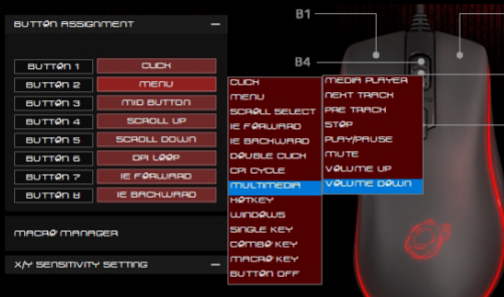 BUTTON ASSIGNMENT
B1
BUTTON 1 CLICK
BUTTON 2 MENU
BUTTON 3 MID BUTTON
BUTTON 4 SCROLL UP
BUTTON 5 SCROLL DOWN
BUTTON 6 DPI LOOP
BUTTON 7 IE FORWARD
BUTTON 8 IE BACKWARD
MACRO MANAGER
X/Y SENSITIVITY SETTING
CLICK
MENU
SCROLL SELECT
IE FORWARD
IE BACKWARD
DOUBLE CLICK
CPI CYCLE
MULTIMEDIA
HOTKEY
WINDOWS
SINGLE KEY
COMBO KEY
MACRO KEY
BUTTON OFF
B4
MEDIA PLAYER
NEXT TRACK
PRE TRACK
STOP
PLAY/PAUSE
MUTE
VOLUME UP
VOLUME DOWN